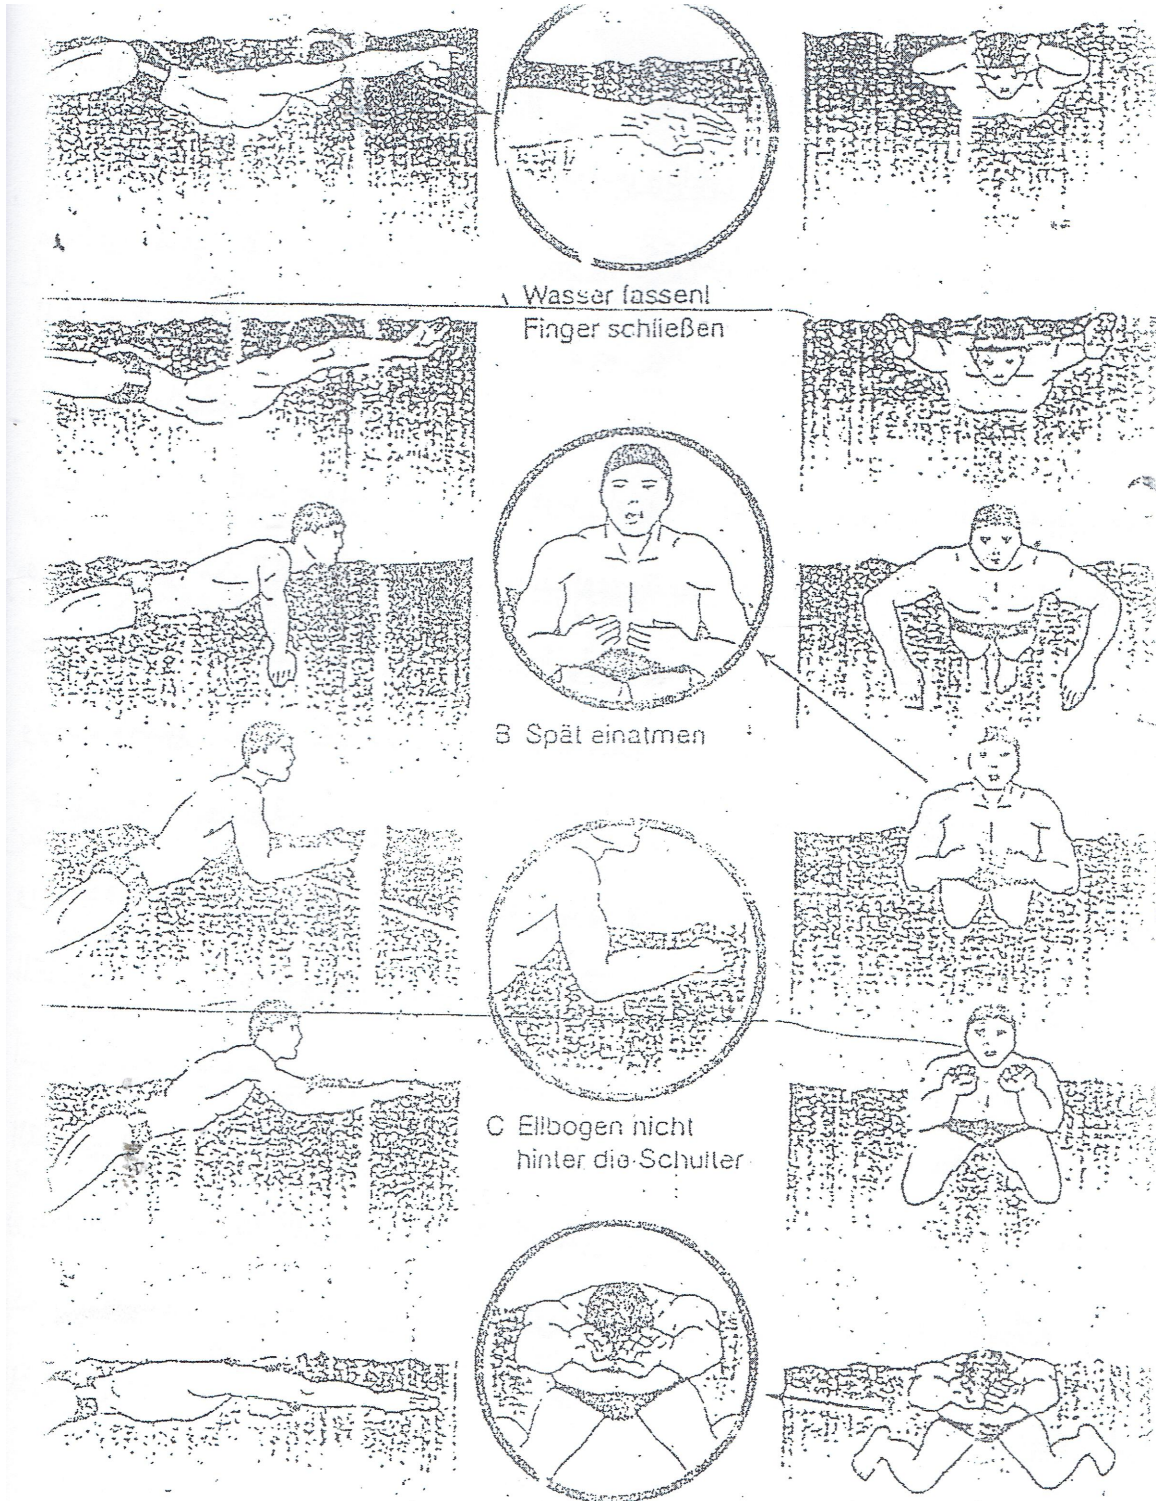 A Wasser fassen!
Finger schließen
B Spät einatmen
C Ellbogen nicht
hinter die Schulter